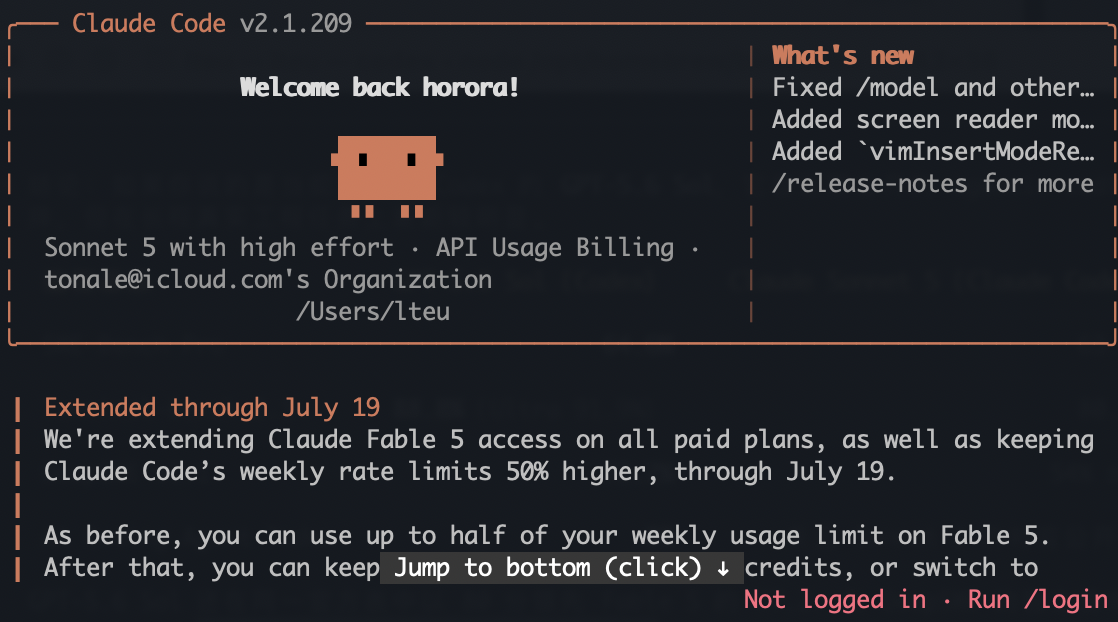 Claude Code v2.1.209
Welcome back horora!
Sonnet 5 with high effort · API Usage Billing ·
tonale@icloud.com's Organization
/Users/lteu
What's new
Fixed /model and other…
Added screen reader mo…
Added `vimInsertModeRe…
/release-notes for more
Extended through July 19
We're extending Claude Fable 5 access on all paid plans, as well as keeping
Claude Code’s weekly rate limits 50% higher, through July 19.
As before, you can use up to half of your weekly usage limit on Fable 5.
After that, you can keep Jump to bottom (click) ↓ credits, or switch to
Not logged in · Run /login